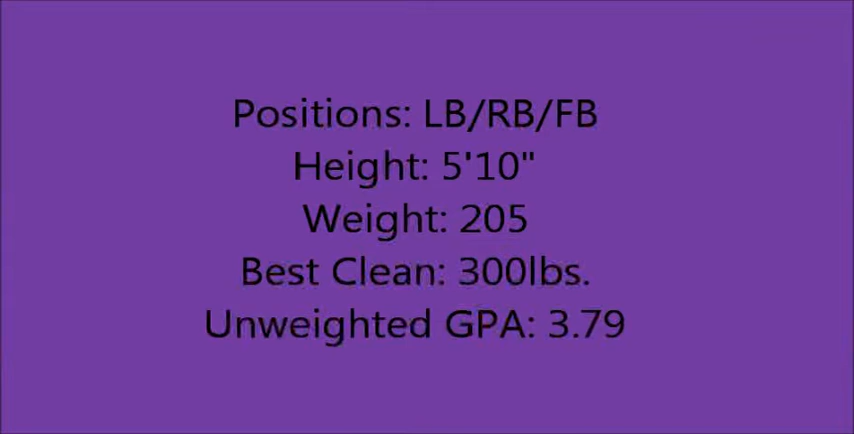 Positions: LB/RB/FB
Height: 5'10"
Weight: 205
Best Clean: 300lbs.
Unweighted GPA: 3.79